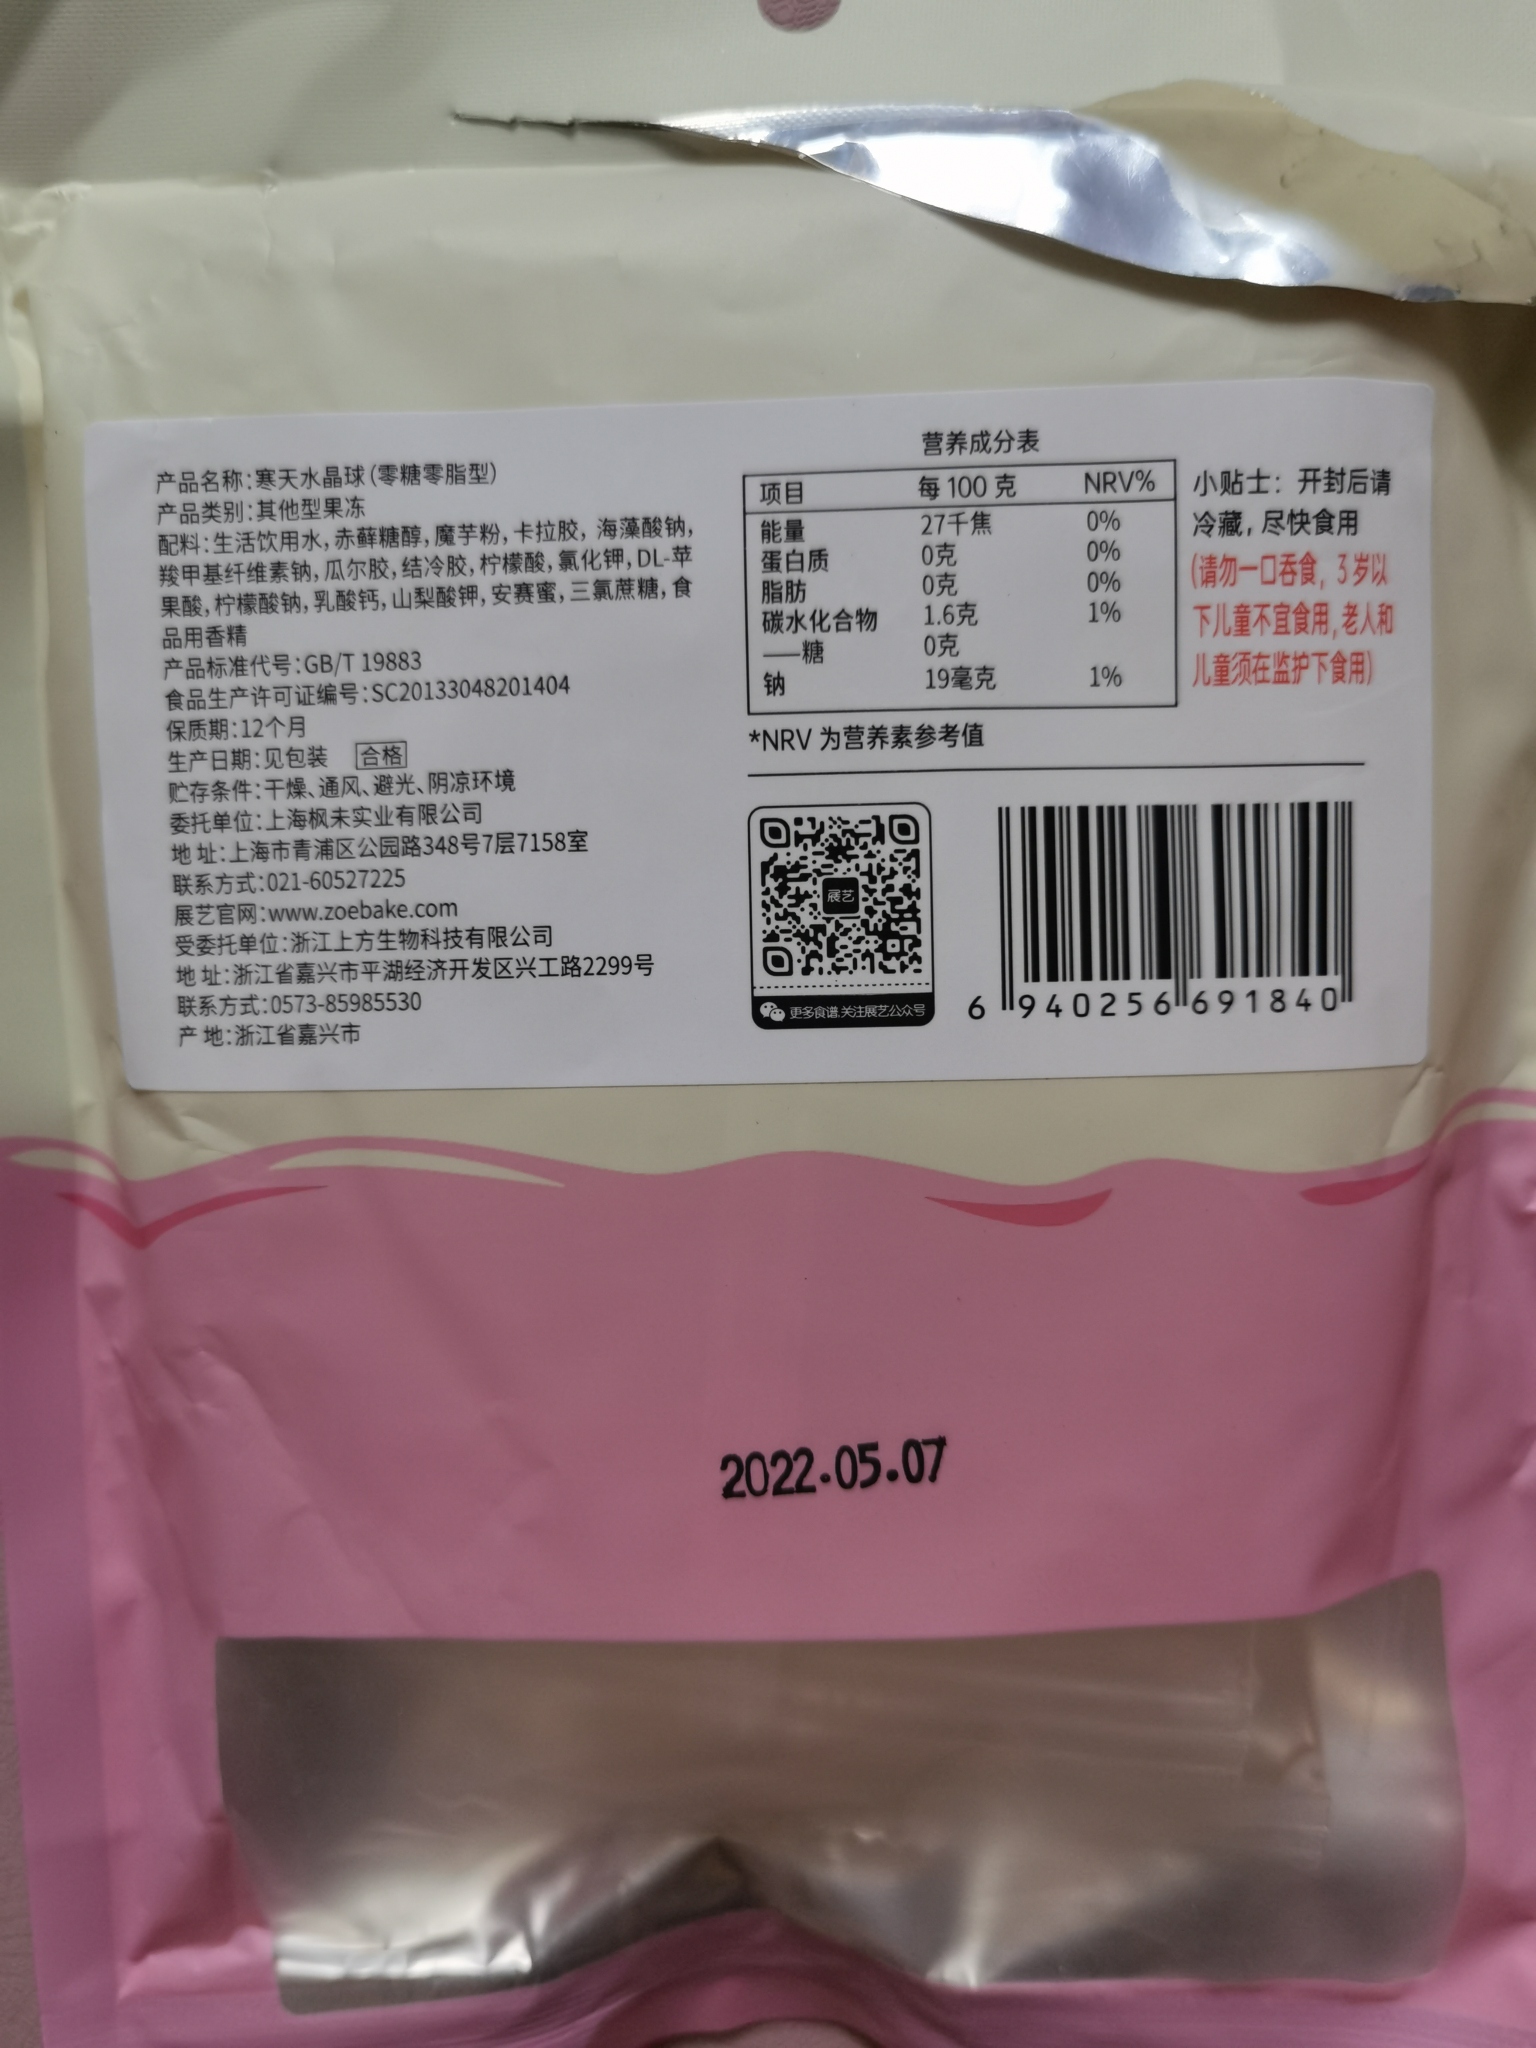 产品名称:寒天水晶球(零糖零脂型)
产品类别:其他型果冻
配料:生活饮用水,赤藓糖醇,魔芋粉,卡拉胶,海藻酸钠,
羧甲基纤维素钠,瓜尔胶,结冷胶,柠檬酸,氯化钾,DL-苹
果酸,柠檬酸钠,乳酸钙,山梨酸钾,安赛蜜,三氯蔗糖,食
品用香精
产品标准代号:GB/T 19883
食品生产许可证编号:SC20133048201404
保质期:12个月
生产日期:见包装 合格
贮存条件:干燥、通风、避光、阴凉环境
委托单位:上海枫未实业有限公司
地 址:上海市青浦区公园路348号7层7158室
联系方式:021-60527225
展艺官网:www.zoebake.com
受委托单位:浙江上方生物科技有限公司
地 址:浙江省嘉兴市平湖经济开发区兴工路2299号
联系方式:0573-85985530
产 地:浙江省嘉兴市
营养成分表
项目 每100克 NRV%
能量 27千焦 0%
蛋白质 0克 0%
脂肪 0克 0%
碳水化合物 1.6克 1%
——糖 0克
钠 19毫克 1%
*NRV 为营养素参考值
小贴士：开封后请
冷藏,尽快食用
(请勿一口吞食,3岁以
下儿童不宜食用,老人和
儿童须在监护下食用)
展艺
更多食谱,关注展艺公众号
6 940256 691840
2022.05.07